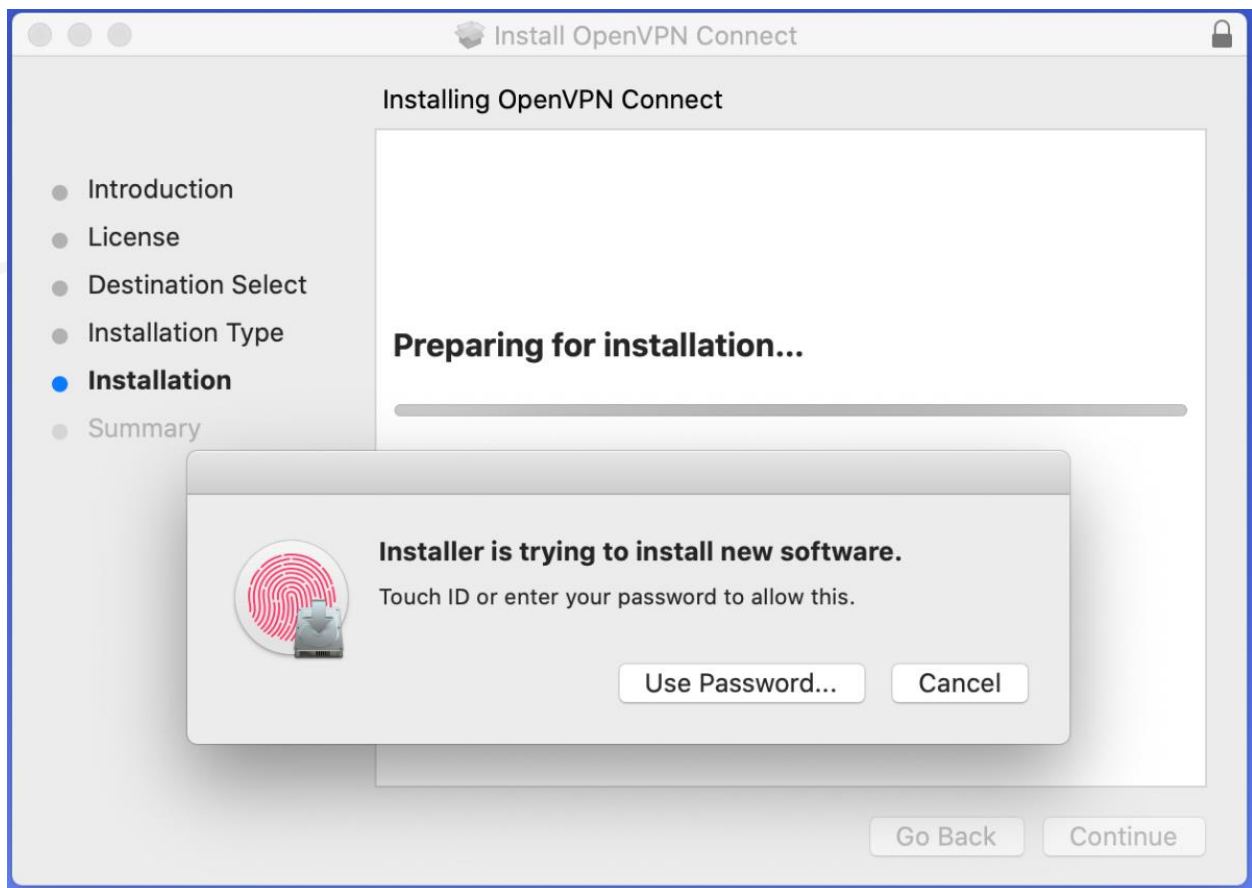 Install OpenVPN Connect
Installing OpenVPN Connect
Introduction
License
Destination Select
Installation Type
Installation
Summary
Preparing for installation...
Installer is trying to install new software.
Touch ID or enter your password to allow this.
Use Password...
Cancel
Go Back
Continue